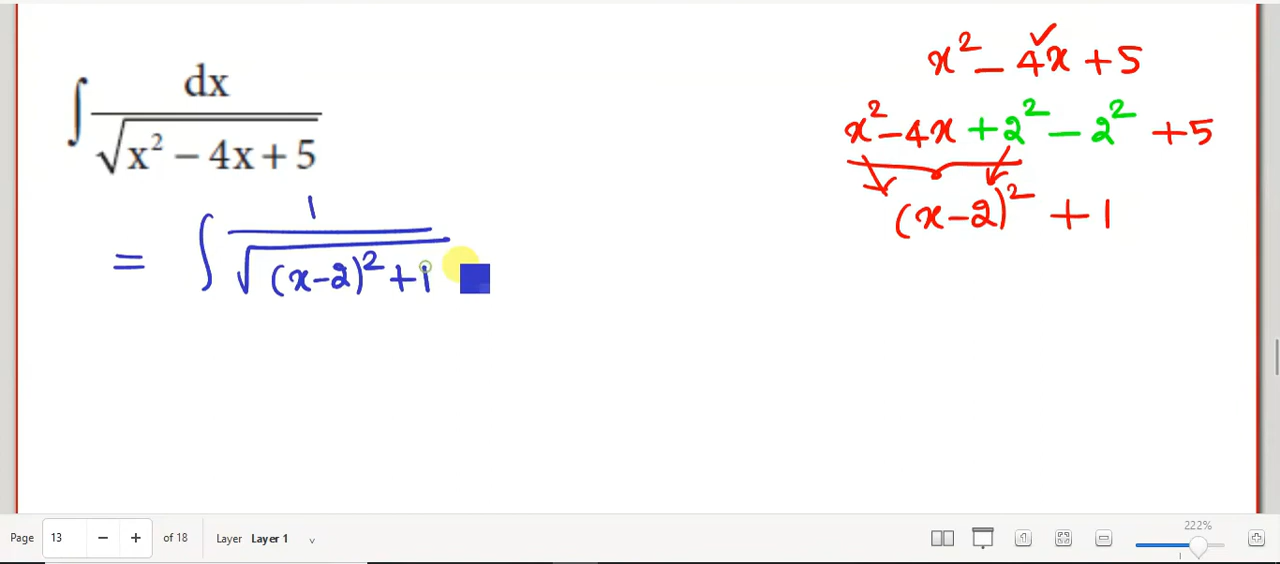 ∫ dx / √(x² − 4x + 5)
= ∫ 1 / √((x−2)² + 1)
x² − 4x + 5
x² − 4x + 2² − 2² + 5
(x−2)² + 1
Page 13 − + of 18 Layer Layer 1 222%